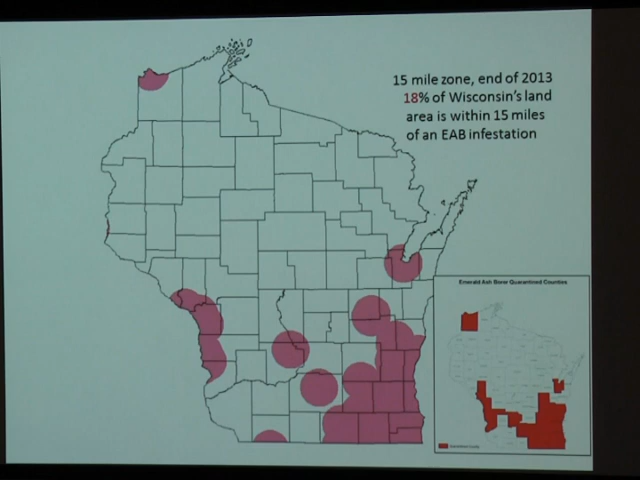 15 mile zone, end of 2013
18% of Wisconsin's land
area is within 15 miles
of an EAB infestation
Emerald Ash Borer Quarantined Counties